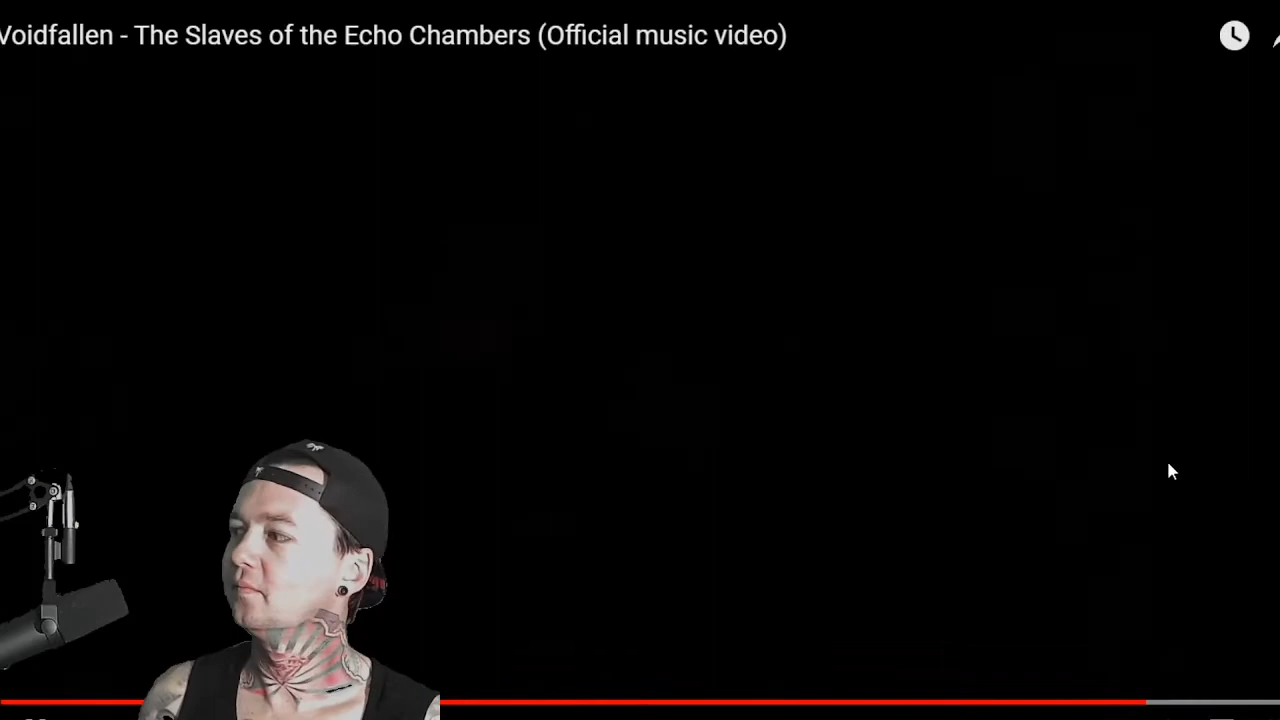 Voidfallen - The Slaves of the Echo Chambers (Official music video)